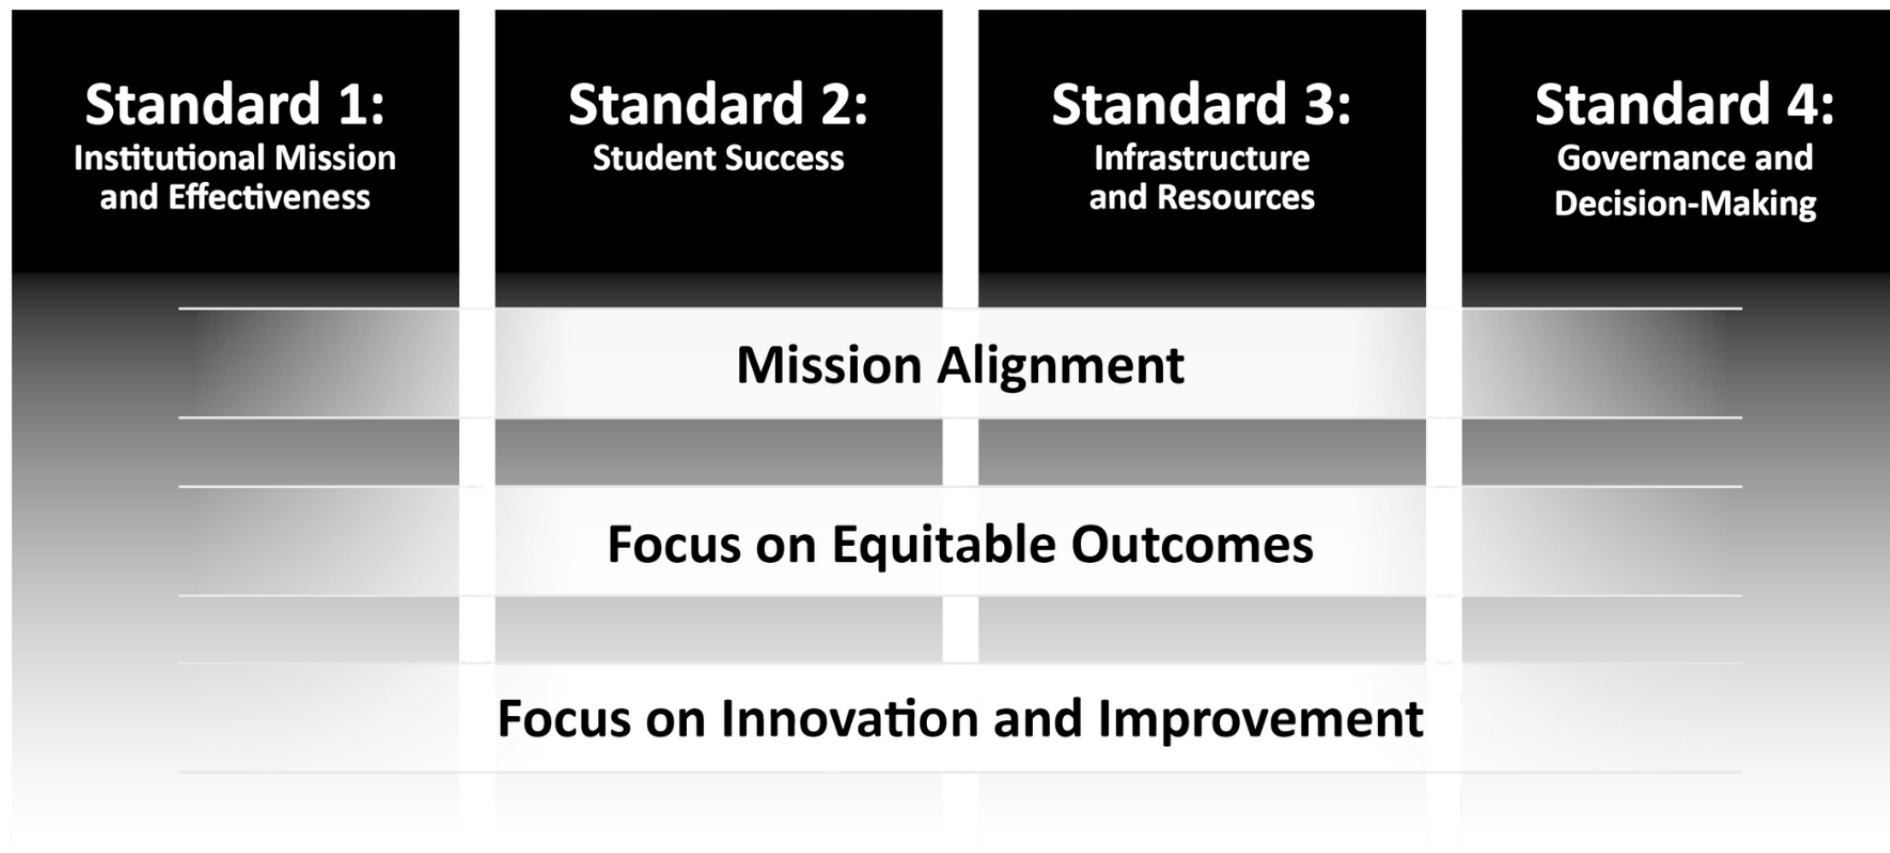 Standard 1:
Institutional Mission
and Effectiveness
Standard 2:
Student Success
Standard 3:
Infrastructure
and Resources
Standard 4:
Governance and
Decision-Making
Mission Alignment
Focus on Equitable Outcomes
Focus on Innovation and Improvement